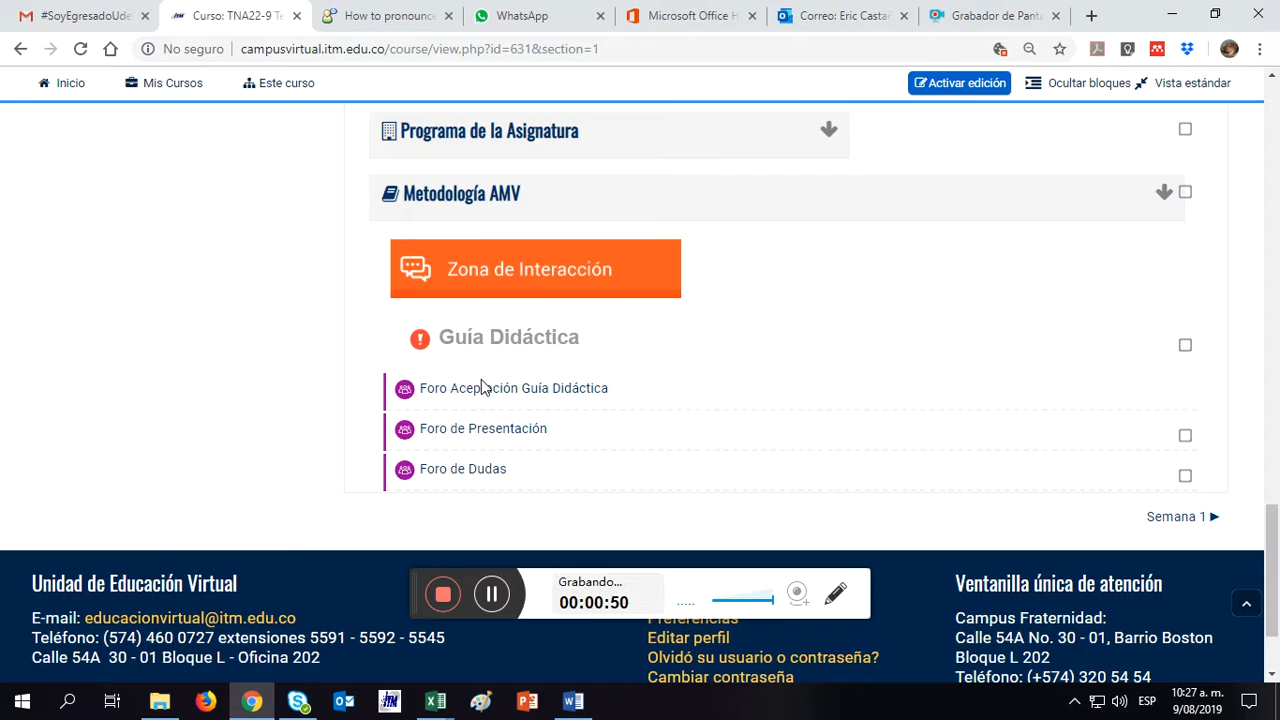 #SoyEgresadoUde
Curso: TNA22-9 Te
How to pronounc
WhatsApp
Microsoft Office H
Correo: Eric Casta
Grabador de Panta
No seguro campusvirtual.itm.edu.co/course/view.php?id=631&section=1
Inicio Mis Cursos Este curso Activar edición Ocultar bloques Vista estándar
Programa de la Asignatura
Metodología AMV
Zona de Interacción
Guía Didáctica
Foro Aceptación Guía Didáctica
Foro de Presentación
Foro de Dudas
Semana 1
Unidad de Educación Virtual
E-mail: educacionvirtual@itm.edu.co
Teléfono: (574) 460 0727 extensiones 5591 - 5592 - 5545
Calle 54A 30 - 01 Bloque L - Oficina 202
Grabando...
00:00:50
Preferencias
Editar perfil
Olvidó su usuario o contraseña?
Cambiar contraseña
Ventanilla única de atención
Campus Fraternidad:
Calle 54A No. 30 - 01, Barrio Boston
Bloque L 202
Teléfono: (+574) 320 54 54
ESP
10:27 a. m.
9/08/2019